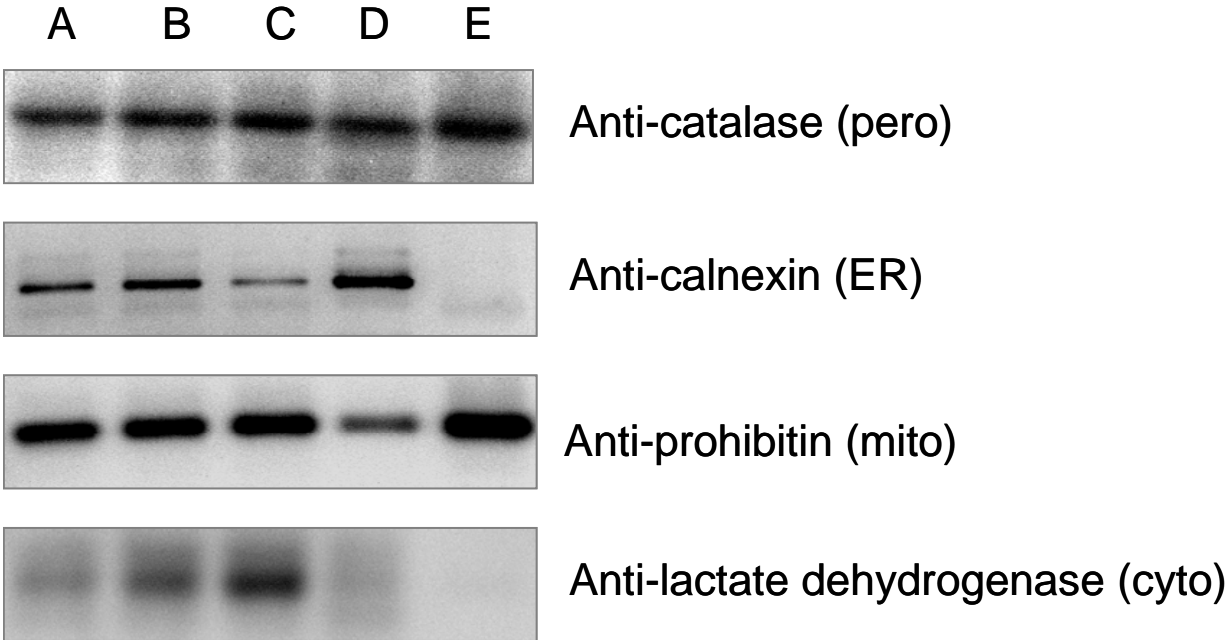 A B C D E
Anti-catalase (pero)
Anti-calnexin (ER)
Anti-prohibitin (mito)
Anti-lactate dehydrogenase (cyto)